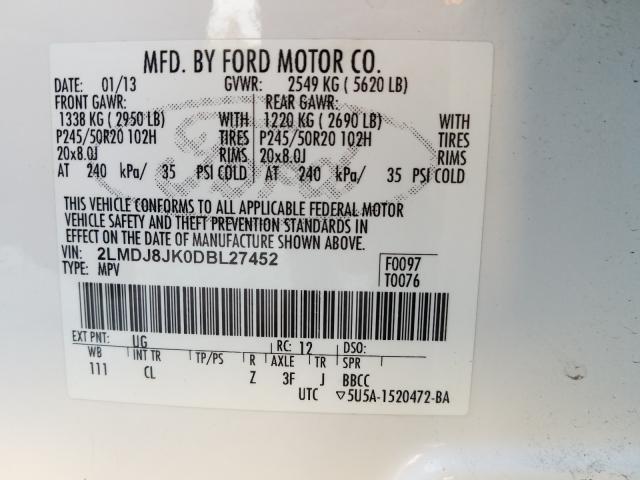 MFD. BY FORD MOTOR CO.
DATE: 01/13 GVWR: 2549 KG ( 5620 LB)
FRONT GAWR: REAR GAWR:
1338 KG ( 2950 LB) WITH 1220 KG ( 2690 LB) WITH
P245/50R20 102H TIRES P245/50R20 102H TIRES
20x8.0J RIMS 20x8.0J RIMS
AT 240 kPa/ 35 PSI COLD AT 240 kPa/ 35 PSI COLD
Ford
THIS VEHICLE CONFORMS TO ALL APPLICABLE FEDERAL MOTOR
VEHICLE SAFETY AND THEFT PREVENTION STANDARDS IN
EFFECT ON THE DATE OF MANUFACTURE SHOWN ABOVE.
VIN: 2LMDJ8JK0DBL27452 F0097
TYPE: MPV T0076
EXT PNT: UG RC: 12 DSO:
WB INT TR TP/PS R AXLE TR SPR
111 CL Z 3F J BBCC
UTC ▽5U5A-1520472-BA